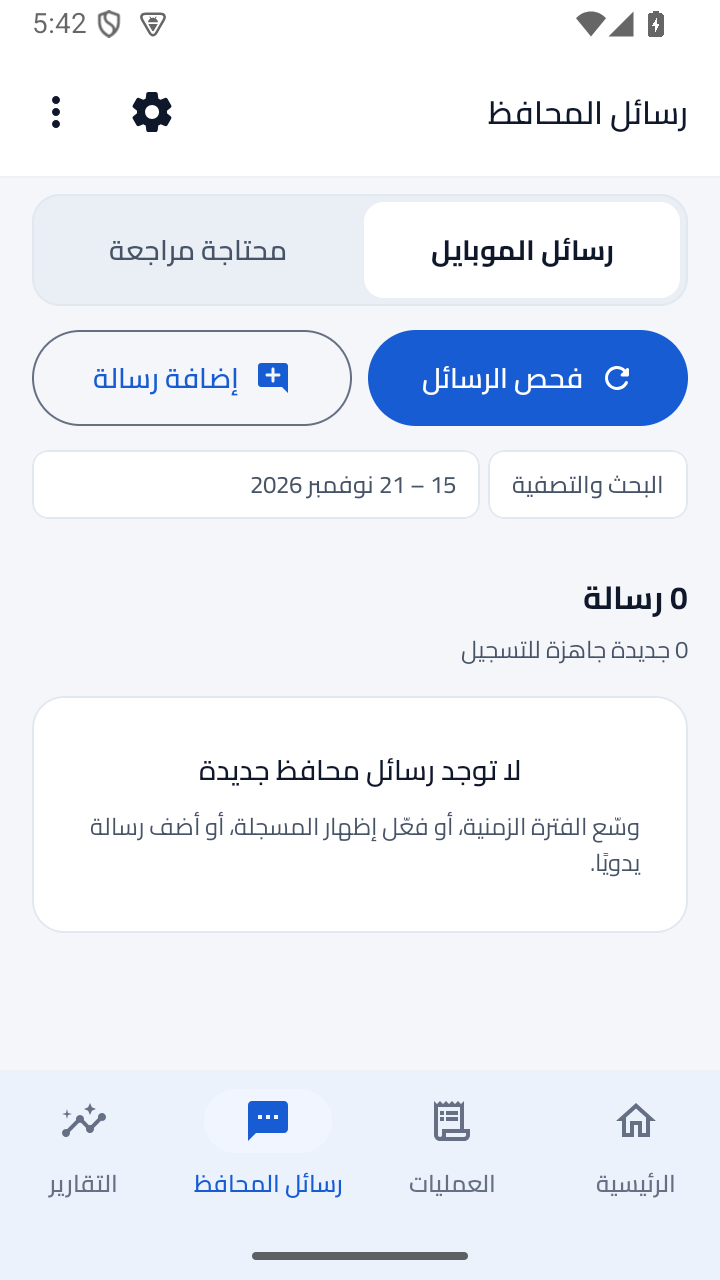 5:42
رسائل المحافظ
رسائل الموبايل
محتاجة مراجعة
فحص الرسائل
إضافة رسالة
البحث والتصفية
15 – 21 نوفمبر 2026
0 رسالة
0 جديدة جاهزة للتسجيل
لا توجد رسائل محافظ جديدة
وسّع الفترة الزمنية، أو فعّل إظهار المسجلة، أو أضف رسالة
يدويًا.
الرئيسية
العمليات
رسائل المحافظ
التقارير